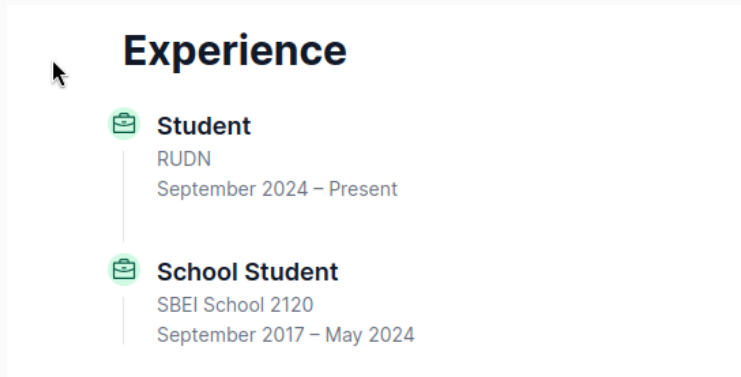 Experience
Student
RUDN
September 2024 – Present
School Student
SBEI School 2120
September 2017 – May 2024